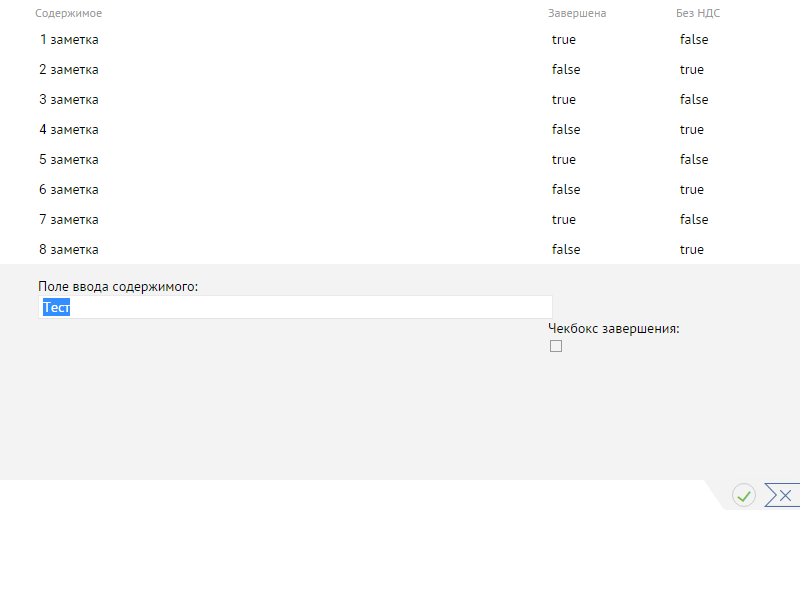 Содержимое Завершена Без НДС
1 заметка true false
2 заметка false true
3 заметка true false
4 заметка false true
5 заметка true false
6 заметка false true
7 заметка true false
8 заметка false true
Поле ввода содержимого:
Тест
Чекбокс завершения: